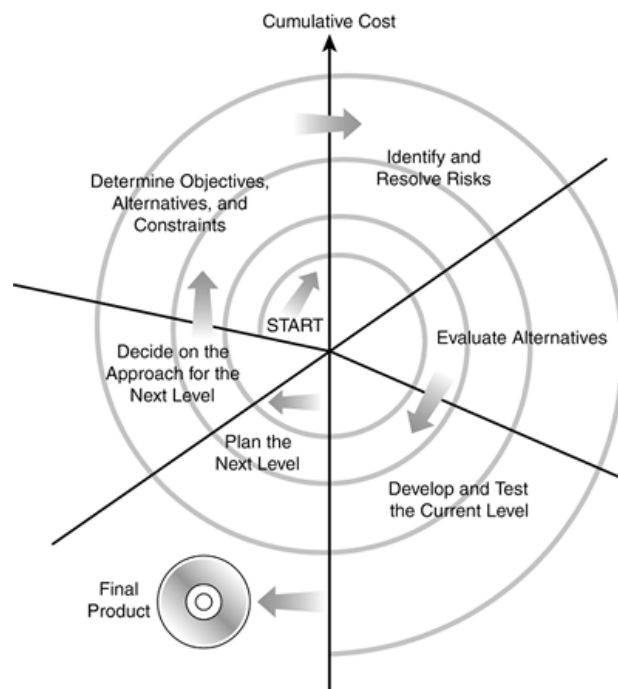 Cumulative Cost
Identify and
Resolve Risks
Determine Objectives,
Alternatives, and
Constraints
START
Evaluate Alternatives
Decide on the
Approach for the
Next Level
Plan the
Next Level
Develop and Test
the Current Level
Final
Product